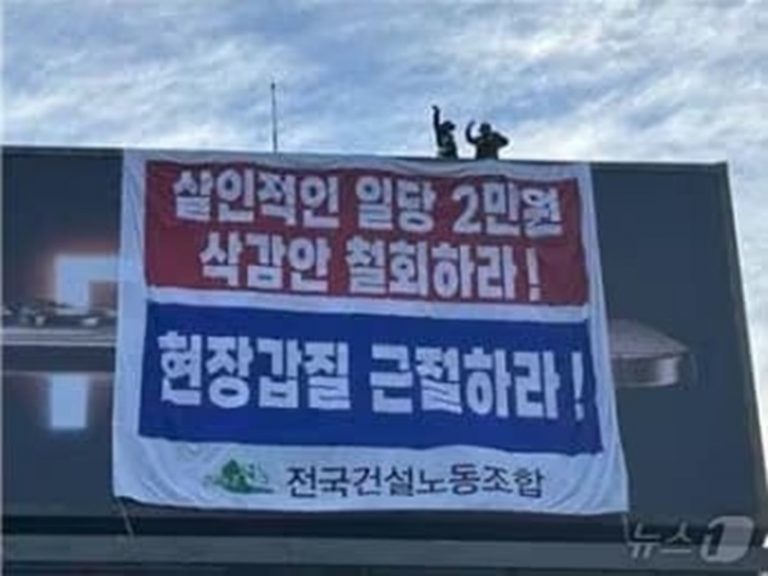 살인적인 일당 2만원
삭감안 철회하라!
현장갑질 근절하라!
전국건설노동조합
뉴스1